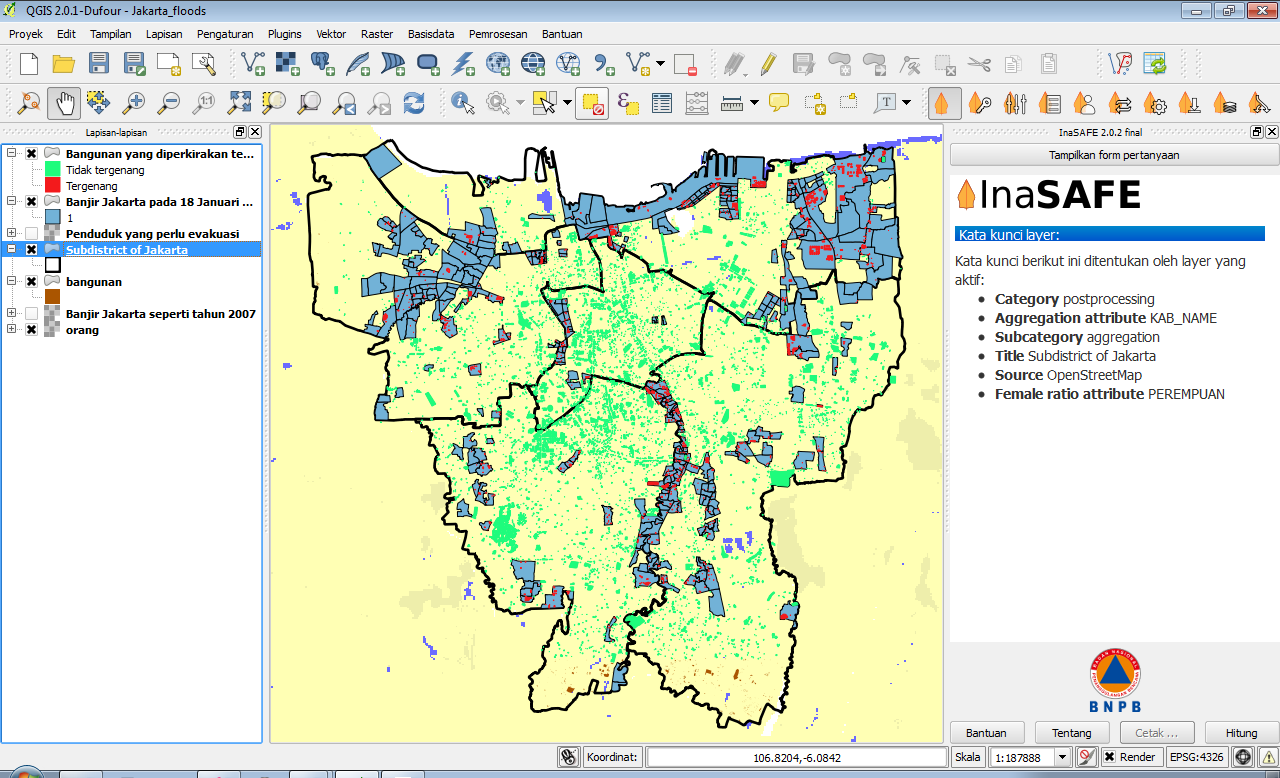 QGIS 2.0.1-Dufour - Jakarta_floods
Proyek Edit Tampilan Lapisan Pengaturan Plugins Vektor Raster Basisdata Pemrosesan Bantuan
Lapisan-lapisan
Bangunan yang diperkirakan te...
Tidak tergenang
Tergenang
Banjir Jakarta pada 18 Januari ...
1
Penduduk yang perlu evakuasi
Subdistrict of Jakarta
bangunan
Banjir Jakarta seperti tahun 2007
orang
InaSAFE 2.0.2 final
Tampilkan form pertanyaan
InaSAFE
Kata kunci layer:
Kata kunci berikut ini ditentukan oleh layer yang
aktif:
Category postprocessing
Aggregation attribute KAB_NAME
Subcategory aggregation
Title Subdistrict of Jakarta
Source OpenStreetMap
Female ratio attribute PEREMPUAN
BNPB
Bantuan Tentang Cetak ... Hitung
Koordinat: 106.8204,-6.0842 Skala 1:187888 Render EPSG:4326